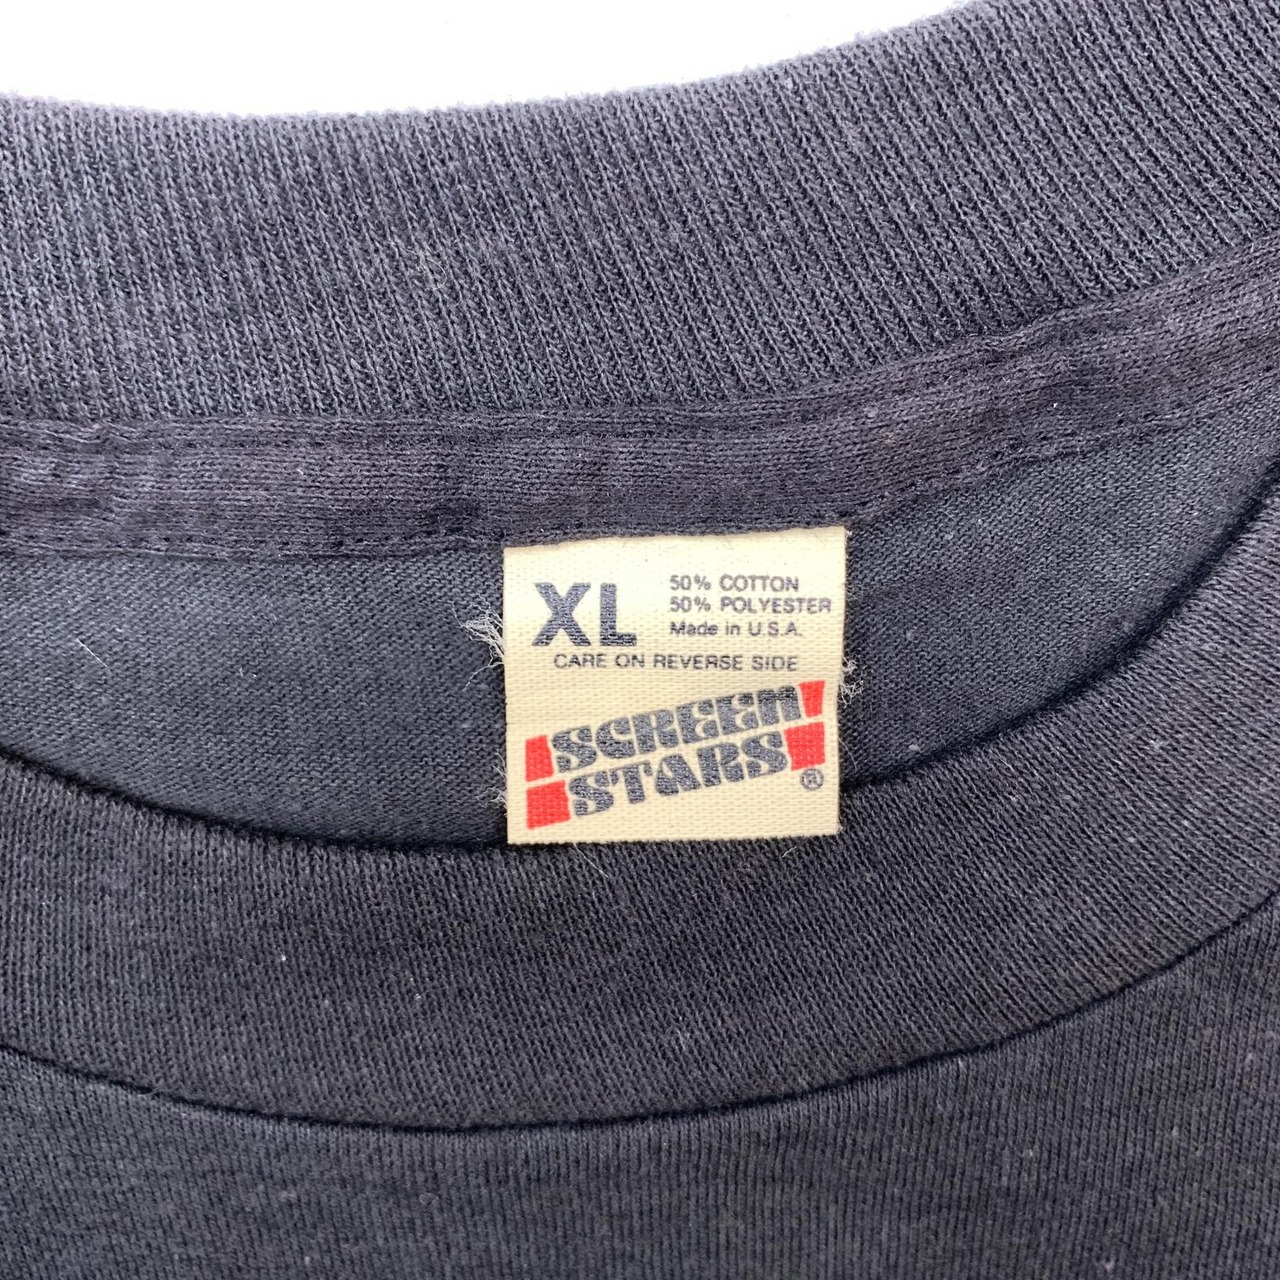 XL
50% COTTON
50% POLYESTER
Made in U.S.A.
CARE ON REVERSE SIDE
SCREEN
STARS
®